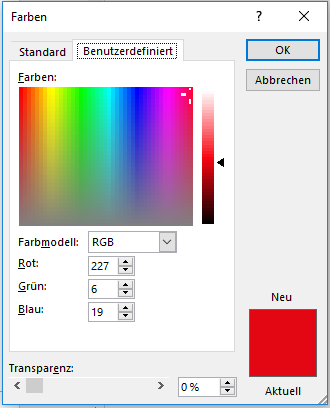 Farben
?
Standard
Benutzerdefiniert
OK
Abbrechen
Farben:
Farbmodell: RGB
Rot: 227
Grün: 6
Blau: 19
Neu
Transparenz:
0 %
Aktuell